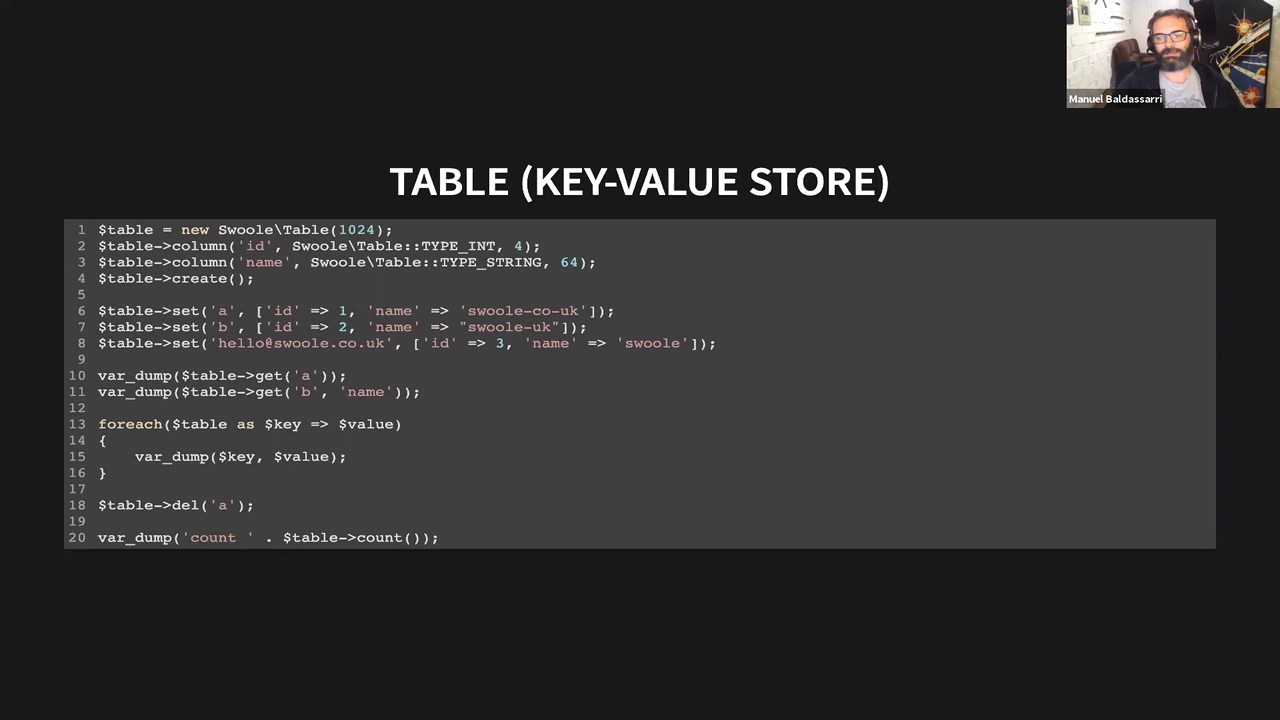 Manuel Baldassarri
TABLE (KEY-VALUE STORE)
1 $table = new Swoole\Table(1024);
2 $table->column('id', Swoole\Table::TYPE_INT, 4);
3 $table->column('name', Swoole\Table::TYPE_STRING, 64);
4 $table->create();
5
6 $table->set('a', ['id' => 1, 'name' => 'swoole-co-uk']);
7 $table->set('b', ['id' => 2, 'name' => "swoole-uk"]);
8 $table->set('hello@swoole.co.uk', ['id' => 3, 'name' => 'swoole']);
9
10 var_dump($table->get('a'));
11 var_dump($table->get('b', 'name'));
12
13 foreach($table as $key => $value)
14 {
15     var_dump($key, $value);
16 }
17
18 $table->del('a');
19
20 var_dump('count ' . $table->count());